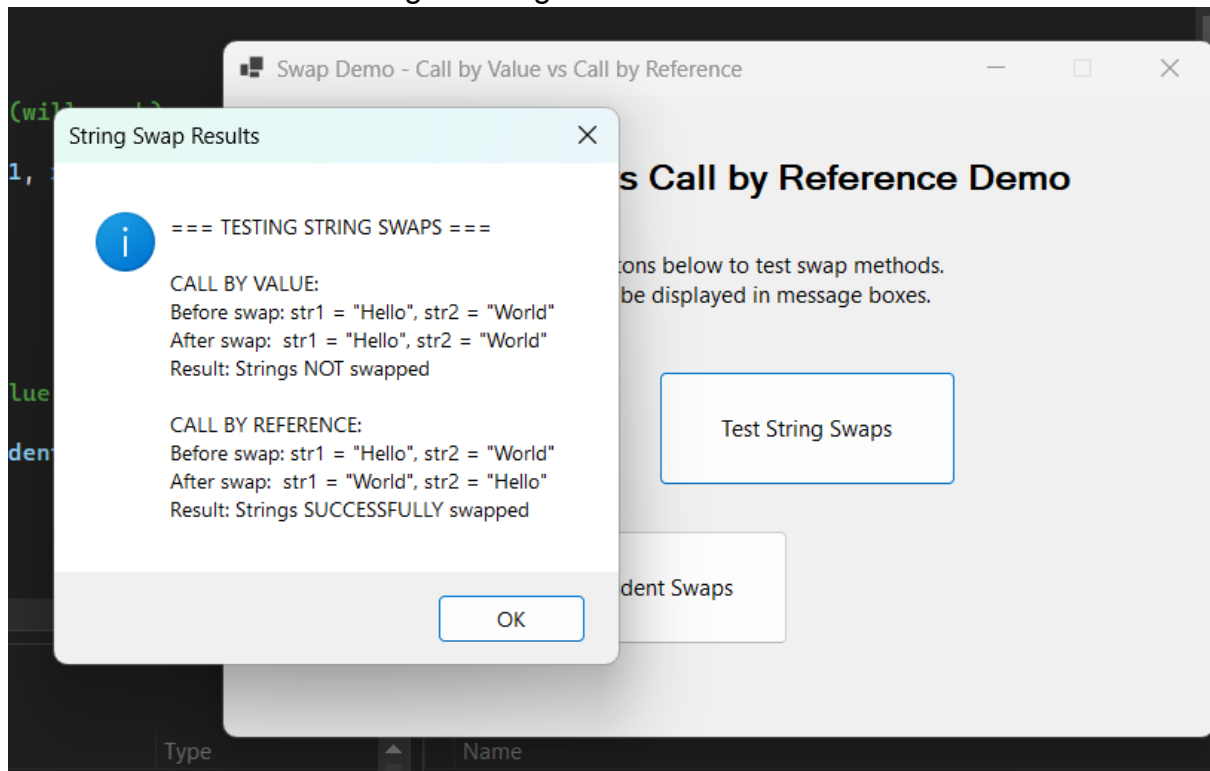 Swap Demo - Call by Value vs Call by Reference
String Swap Results
=== TESTING STRING SWAPS ===
CALL BY VALUE:
Before swap: str1 = "Hello", str2 = "World"
After swap:  str1 = "Hello", str2 = "World"
Result: Strings NOT swapped
CALL BY REFERENCE:
Before swap: str1 = "Hello", str2 = "World"
After swap:  str1 = "World", str2 = "Hello"
Result: Strings SUCCESSFULLY swapped
OK
s Call by Reference Demo
tons below to test swap methods.
be displayed in message boxes.
Test String Swaps
dent Swaps
1,
lue
den
Type
Name